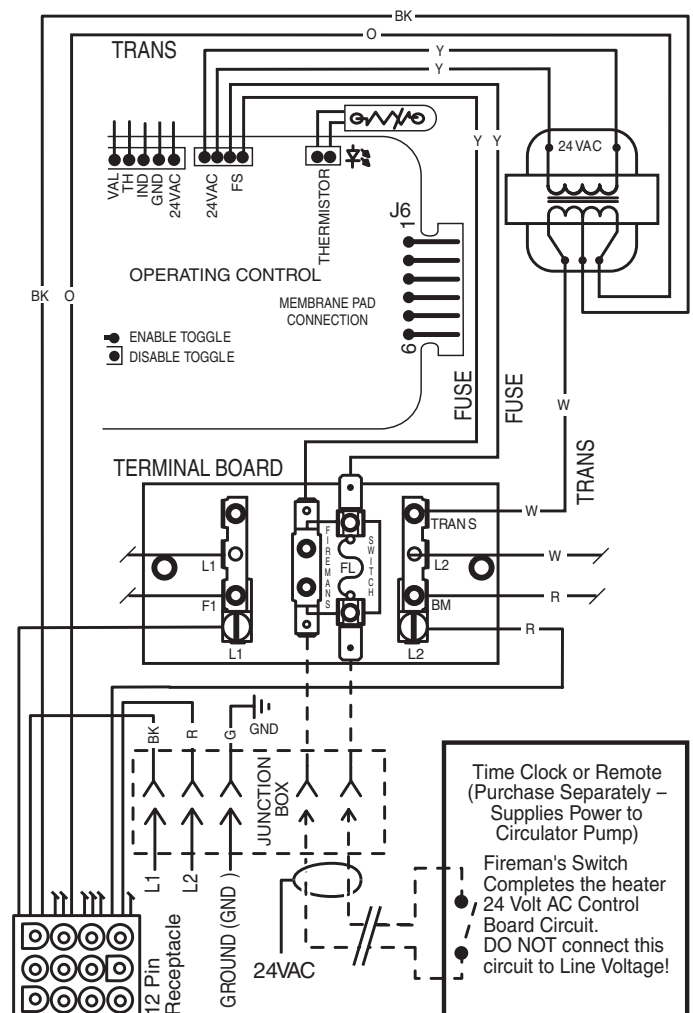 BK
O
TRANS
Y
Y
24VAC
Y
Y
VAL
TH
IND
GND
24VAC
24VAC
FS
THERMISTOR
J6
1
OPERATING CONTROL
MEMBRANE PAD
CONNECTION
BK
O
ENABLE TOGGLE
DISABLE TOGGLE
6
FUSE
FUSE
W
TRANS
TERMINAL BOARD
TRANS
W
FIREMANS
SWITCH
FL
L1
L2
W
F1
BM
R
L1
L2
R
BK
R
G
GND
JUNCTION
BOX
L1
L2
GROUND (GND )
24VAC
12 Pin
Receptacle
Time Clock or Remote
(Purchase Separately –
Supplies Power to
Circulator Pump)
Fireman's Switch
Completes the heater
24 Volt AC Control
Board Circuit.
DO NOT connect this
circuit to Line Voltage!